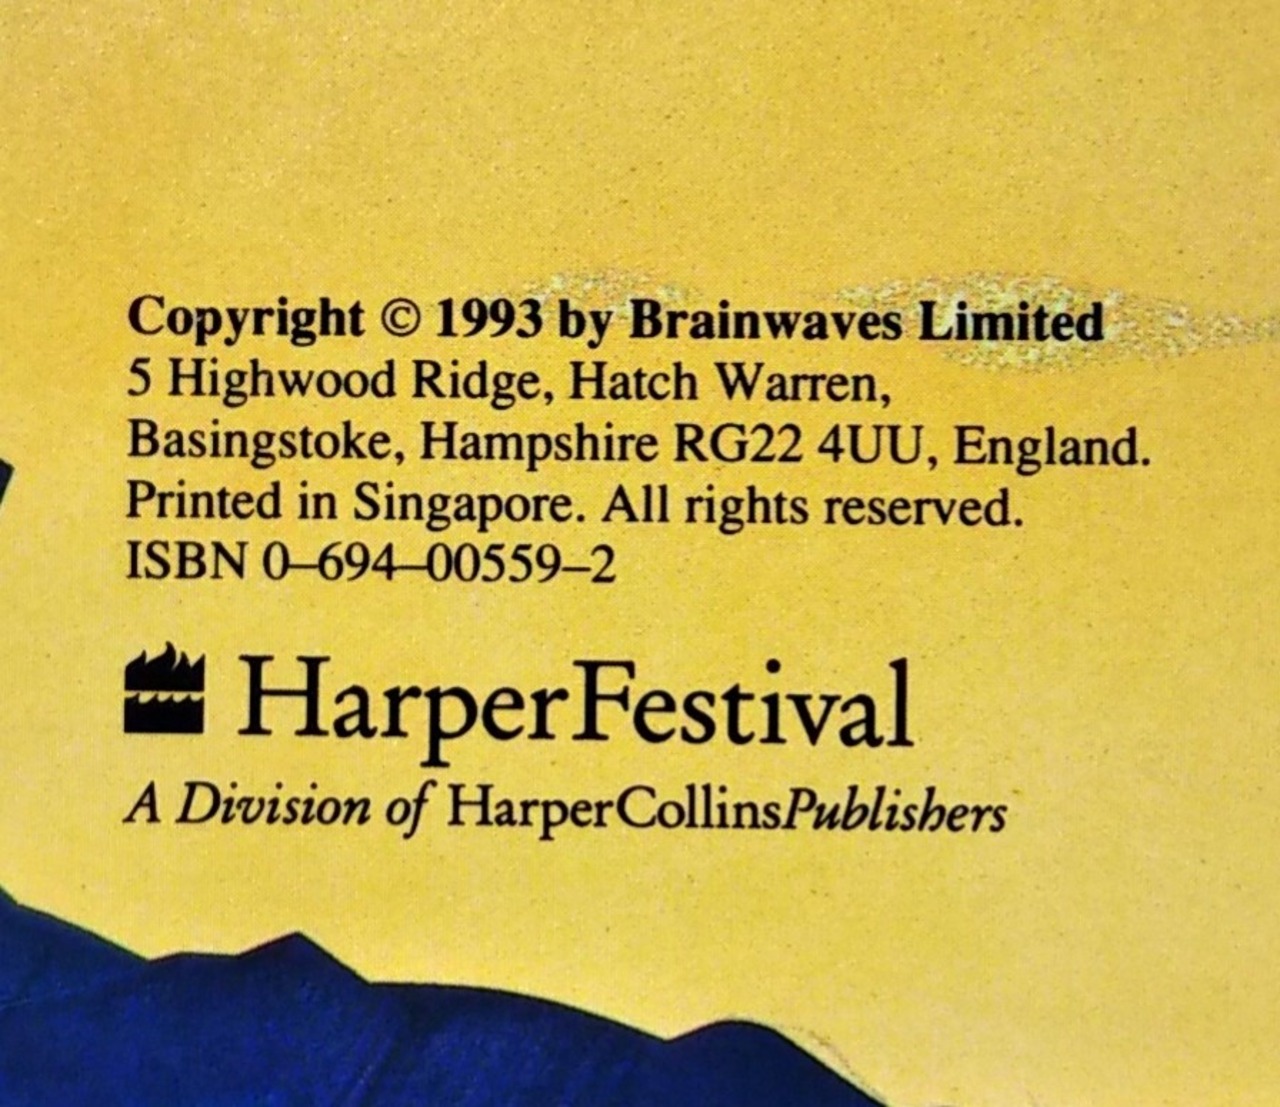 Copyright © 1993 by Brainwaves Limited
5 Highwood Ridge, Hatch Warren,
Basingstoke, Hampshire RG22 4UU, England.
Printed in Singapore. All rights reserved.
ISBN 0–694–00559–2
HarperFestival
A Division of HarperCollinsPublishers